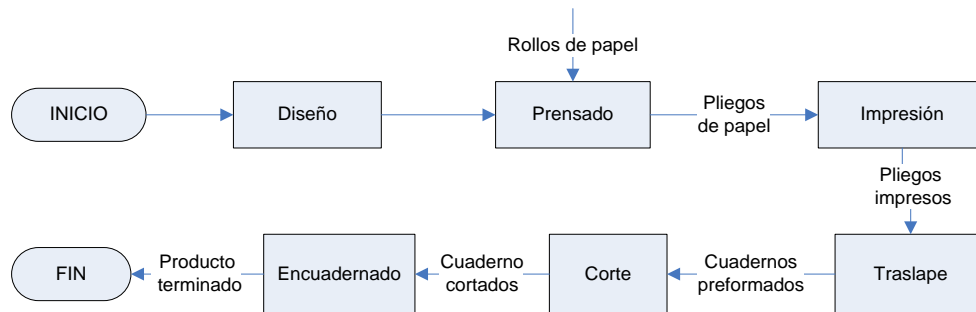 Rollos de papel
INICIO
Diseño
Prensado
Pliegos
de papel
Impresión
Pliegos
impresos
Traslape
Cuadernos
preformados
Corte
Cuaderno
cortados
Encuadernado
Producto
terminado
FIN